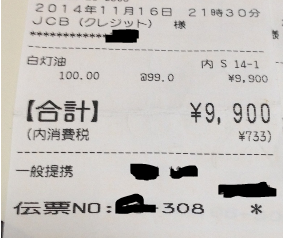 2014年11月16日 21時30分
JCB(クレジット) 様
**********
白灯油 内 S 14-1
100.00 @99.0 ¥9,900
【合計】 ¥9,900
(内消費税 ¥733)
一般提携
伝票NO: -308 *